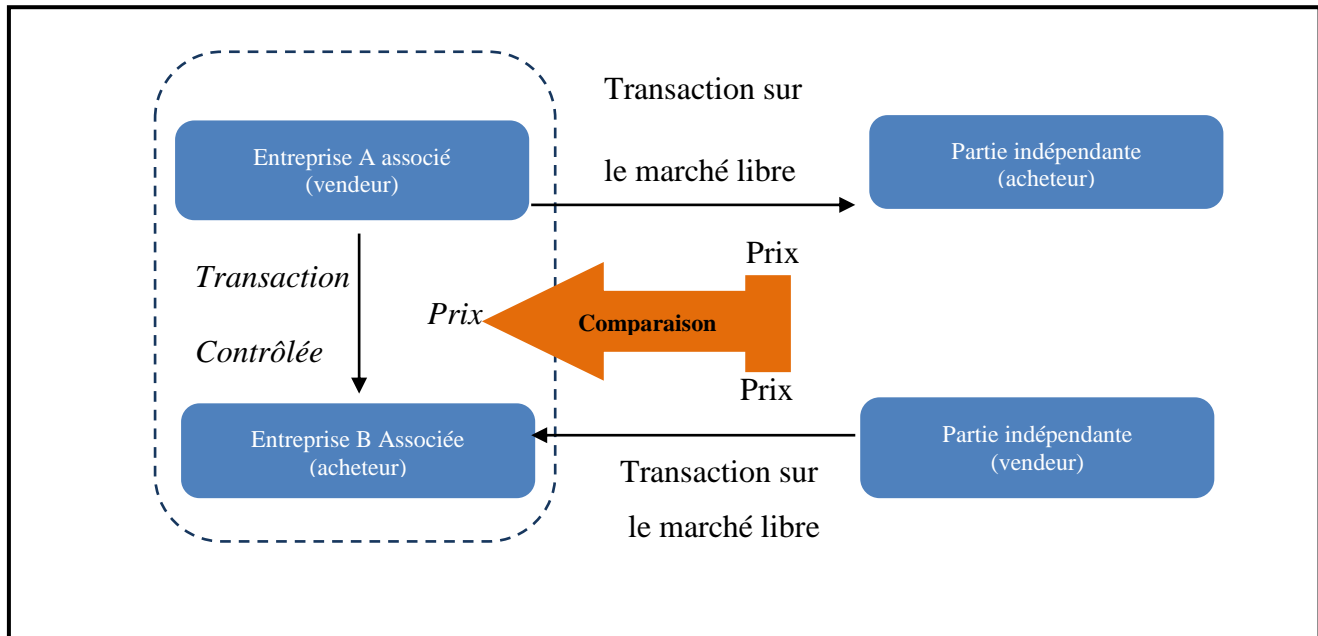 Transaction sur
le marché libre
Entreprise A associé
(vendeur)
Partie indépendante
(acheteur)
Transaction
Contrôlée
Prix
Prix
Comparaison
Prix
Entreprise B Associée
(acheteur)
Partie indépendante
(vendeur)
Transaction sur
le marché libre